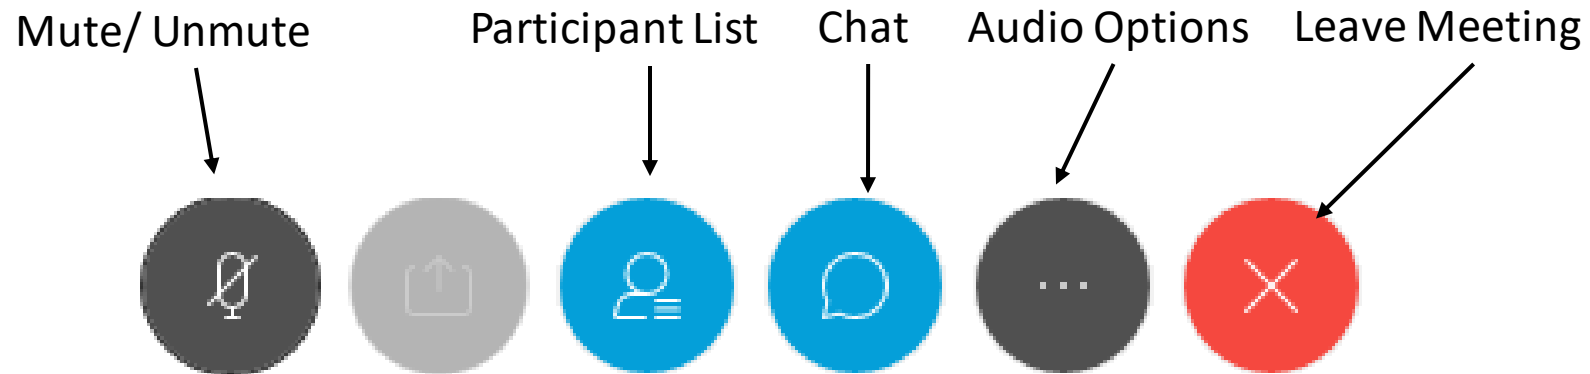 Mute/ Unmute
Participant List
Chat
Audio Options
Leave Meeting